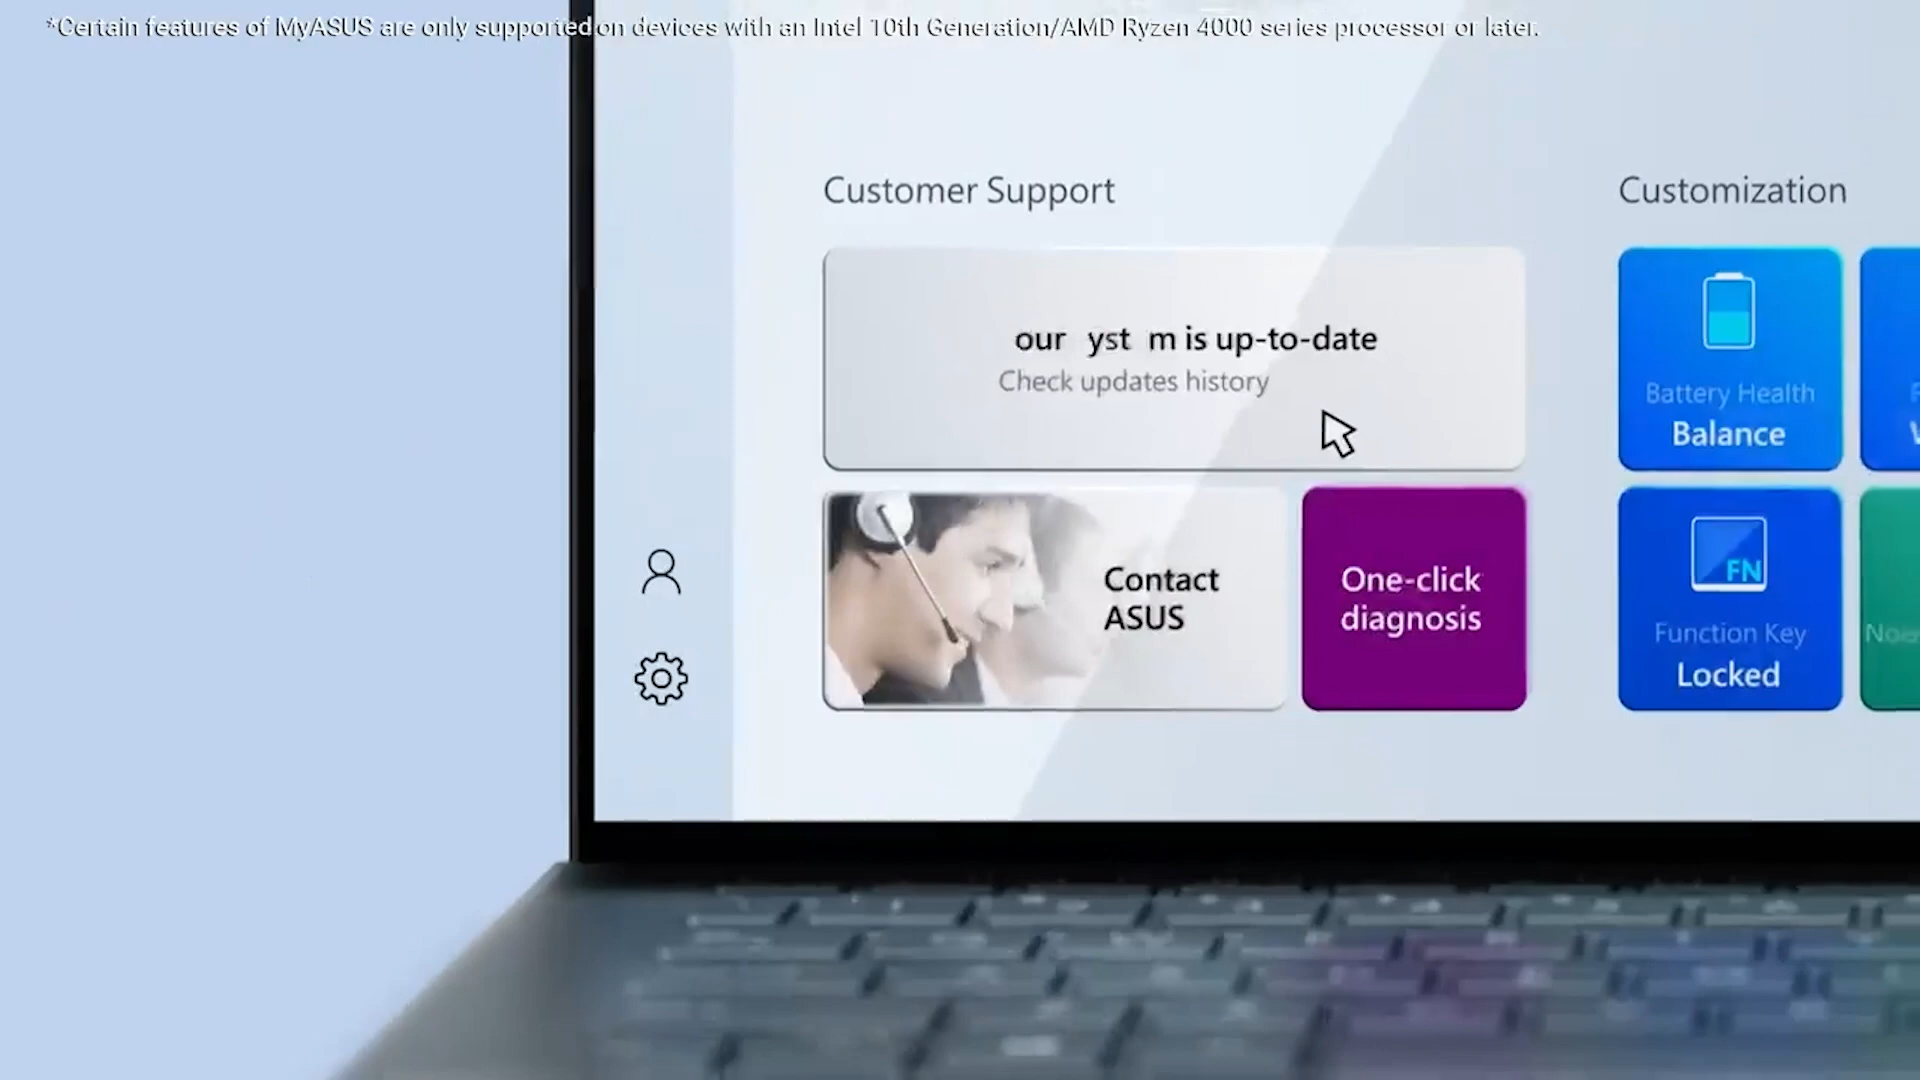 *Certain features of MyASUS are only supported on devices with an Intel 10th Generation/AMD Ryzen 4000 series processor or later.
Customer Support
our yst m is up-to-date
Check updates history
Contact
ASUS
One-click
diagnosis
Customization
Battery Health
Balance
FN
Function Key
Locked